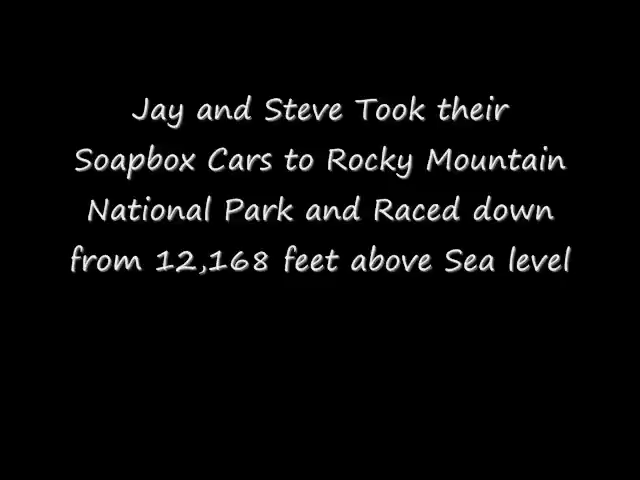 Jay and Steve Took their
Soapbox Cars to Rocky Mountain
National Park and Raced down
from 12,168 feet above Sea level